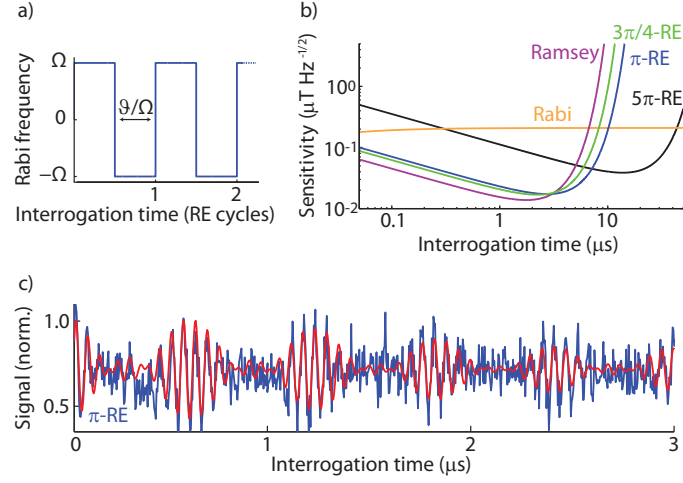 a)
Rabi frequency
Ω
0
−Ω
ϑ/Ω
1
2
Interrogation time (RE cycles)
b)
Sensitivity (μT Hz -1/2)
100
10-1
10-2
0.1
1
10
Interrogation time (μs)
Ramsey
3π/4-RE
π-RE
5π-RE
Rabi
c)
Signal (norm.)
1.0
0.5
π-RE
0
1
2
3
Interrogation time (μs)